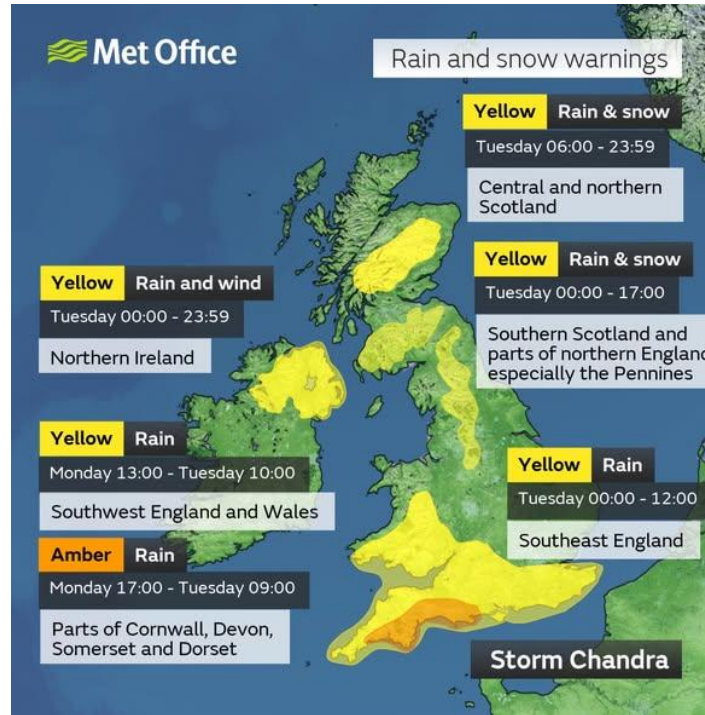 Met Office
Rain and snow warnings
Yellow Rain & snow
Tuesday 06:00 - 23:59
Central and northern
Scotland
Yellow Rain & snow
Tuesday 00:00 - 17:00
Southern Scotland and
parts of northern England
especially the Pennines
Yellow Rain and wind
Tuesday 00:00 - 23:59
Northern Ireland
Yellow Rain
Monday 13:00 - Tuesday 10:00
Southwest England and Wales
Yellow Rain
Tuesday 00:00 - 12:00
Southeast England
Amber Rain
Monday 17:00 - Tuesday 09:00
Parts of Cornwall, Devon,
Somerset and Dorset
Storm Chandra